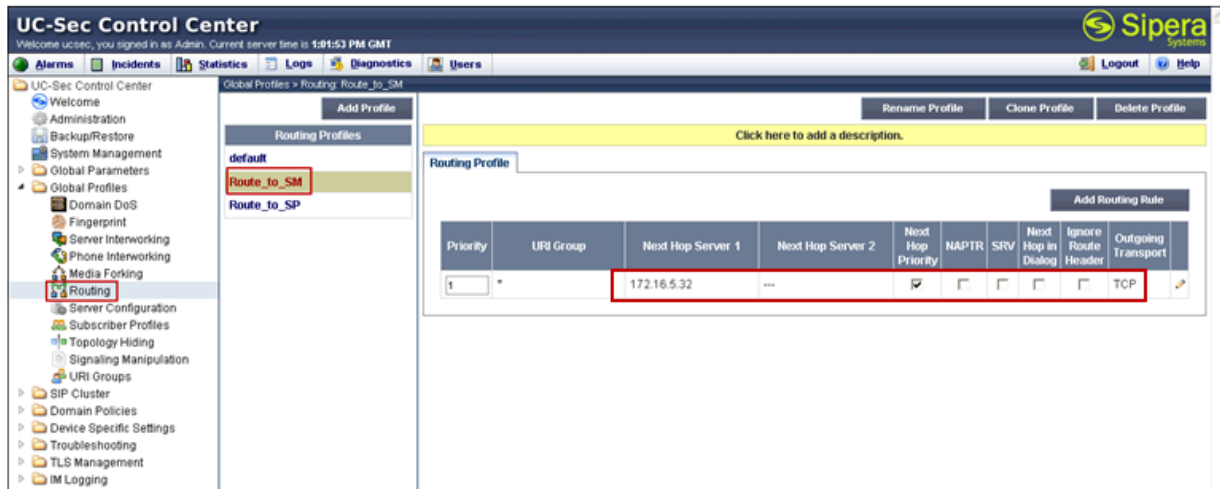 UC-Sec Control Center
Sipera
Systems
Welcome ucsec, you signed in as Admin. Current server time is 1:01:53 PM GMT
Alarms Incidents Statistics Logs Diagnostics Users Logout Help
UC-Sec Control Center
Welcome
Administration
Backup/Restore
System Management
Global Parameters
Global Profiles
Domain DoS
Fingerprint
Server Interworking
Phone Interworking
Media Forking
Routing
Server Configuration
Subscriber Profiles
Topology Hiding
Signaling Manipulation
URI Groups
SIP Cluster
Domain Policies
Device Specific Settings
Troubleshooting
TLS Management
IM Logging
Global Profiles > Routing: Route_to_SM
Add Profile
Routing Profiles
default
Route_to_SM
Route_to_SP
Rename Profile Clone Profile Delete Profile
Click here to add a description.
Routing Profile
Add Routing Rule
Priority URI Group Next Hop Server 1 Next Hop Server 2 Next Hop Priority NAPTR SRV Next Hop in Dialog Ignore Route Header Outgoing Transport
1 * 172.16.5.32 --- TCP